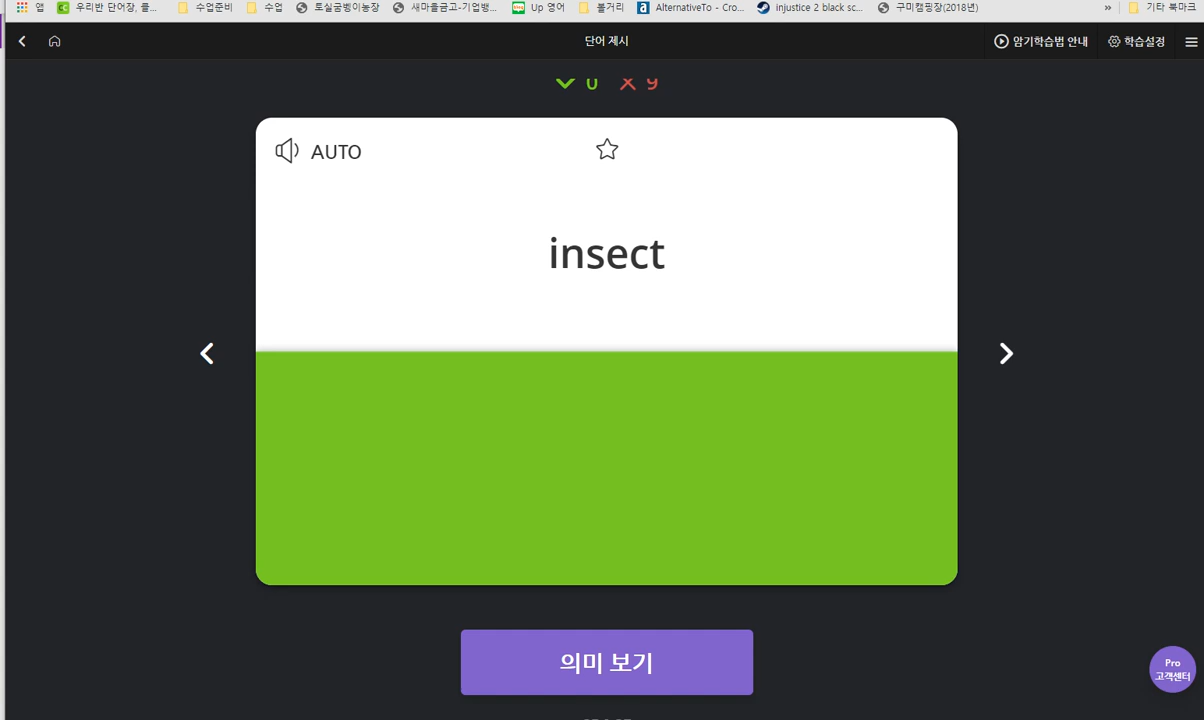 앱 우리반 단어장, 클... 수업준비 수업 토실굼벵이농장 새마을금고-기업뱅... Up 영어 볼거리 AlternativeTo - Cro... injustice 2 black sc... 구미캠핑장(2018년) » 기타 북마크
단어 제시 암기학습법 안내 학습설정
AUTO
insect
의미 보기
Pro
고객센터